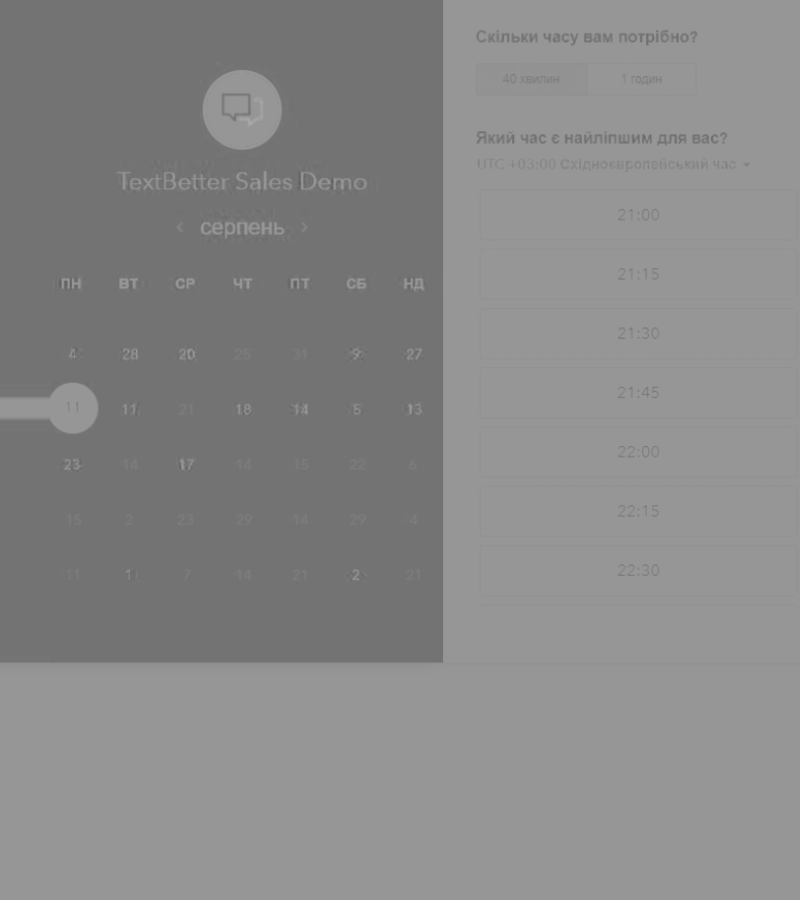 TextBetter Sales Demo
серпень
ПН ВТ СР ЧТ ПТ СБ НД
4 28 20 25 31 9 27
11 11 21 18 14 5 13
23 14 17 14 15 22 6
15 2 23 29 14 29 4
11 1 7 14 21 2 21
Скільки часу вам потрібно?
40 хвилин 1 годин
Який час є найліпшим для вас?
UTC +03:00 Східноєвропейський час
21:00
21:15
21:30
21:45
22:00
22:15
22:30